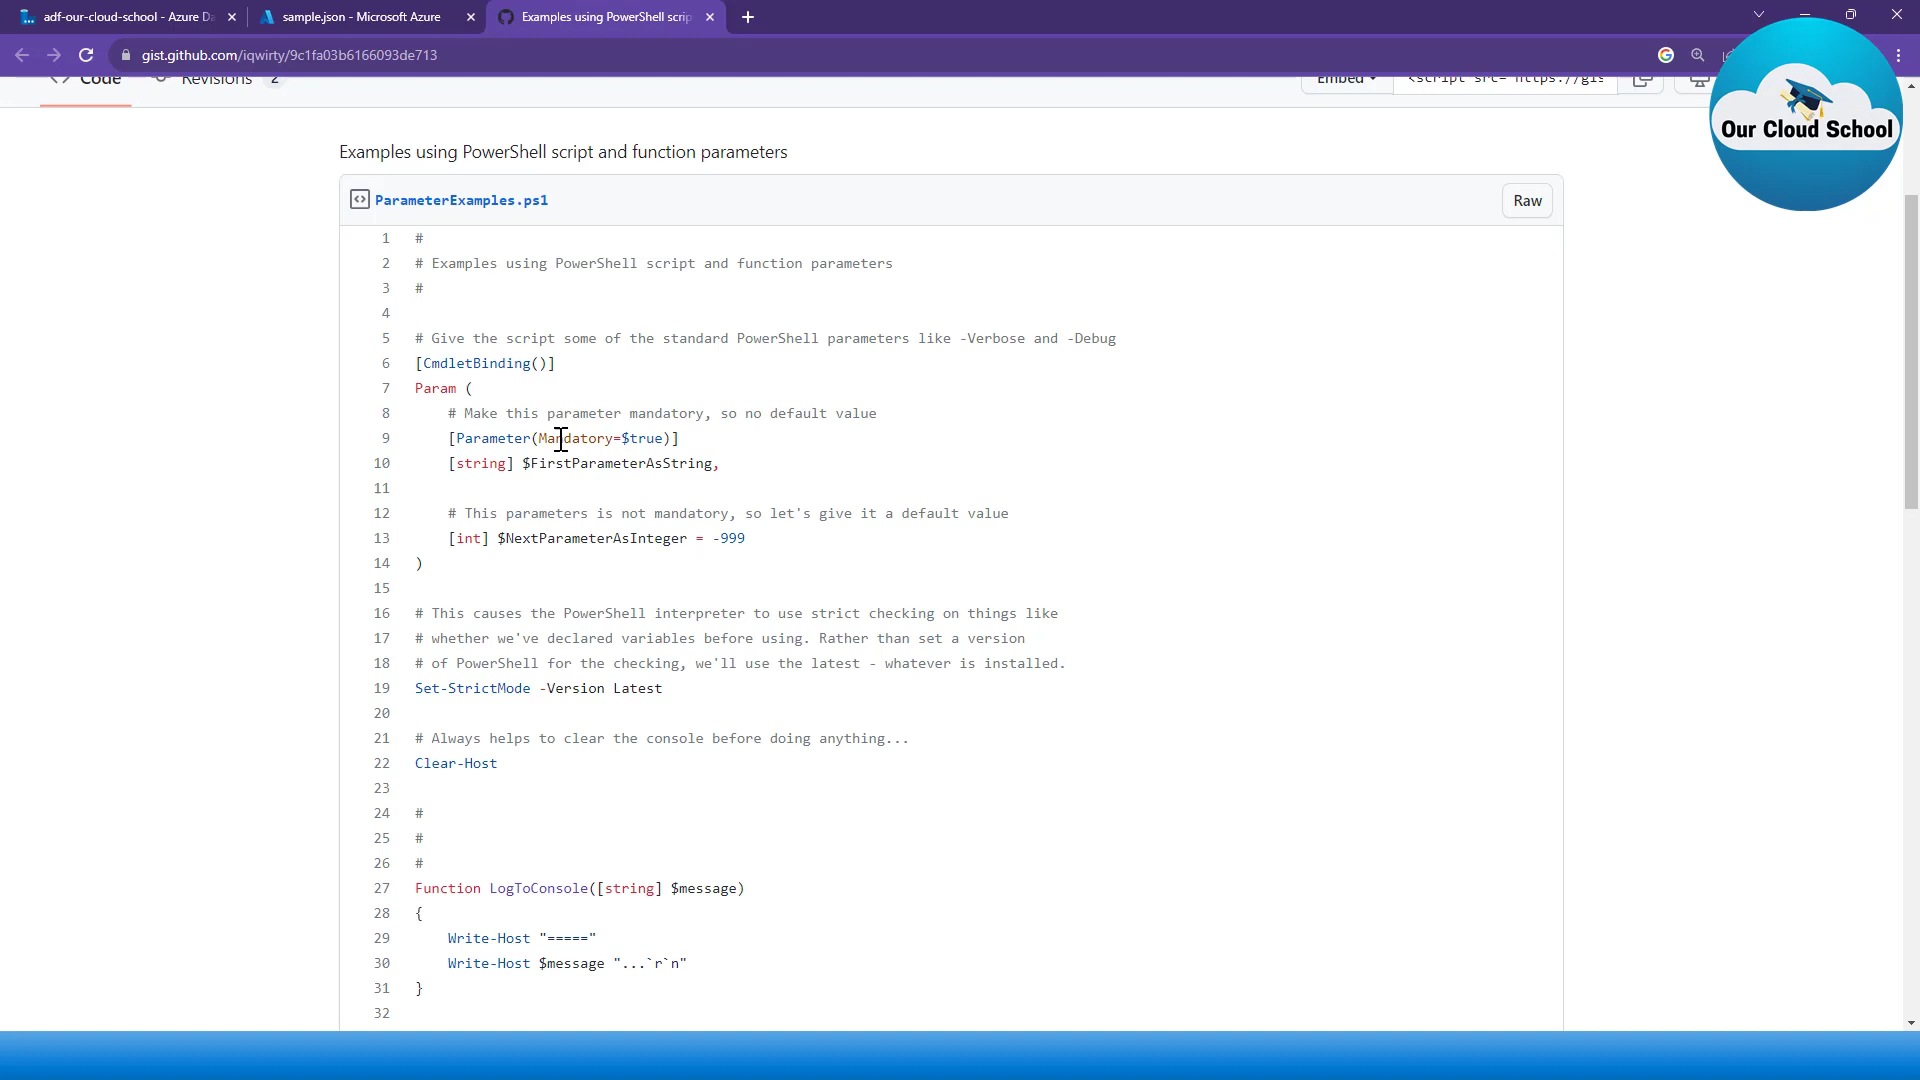 adf-our-cloud-school - Azure Da
sample.json - Microsoft Azure
Examples using PowerShell scrip
gist.github.com/iqwirty/9c1fa03b6166093de713
Code
Revisions 2
Embed
<script src="https://gis
Our Cloud School
Examples using PowerShell script and function parameters
ParameterExamples.ps1
Raw
1 #
2 # Examples using PowerShell script and function parameters
3 #
4
5 # Give the script some of the standard PowerShell parameters like -Verbose and -Debug
6 [CmdletBinding()]
7 Param (
8 # Make this parameter mandatory, so no default value
9 [Parameter(Mandatory=$true)]
10 [string] $FirstParameterAsString,
11
12 # This parameters is not mandatory, so let's give it a default value
13 [int] $NextParameterAsInteger = -999
14 )
15
16 # This causes the PowerShell interpreter to use strict checking on things like
17 # whether we've declared variables before using. Rather than set a version
18 # of PowerShell for the checking, we'll use the latest - whatever is installed.
19 Set-StrictMode -Version Latest
20
21 # Always helps to clear the console before doing anything...
22 Clear-Host
23
24 #
25 #
26 #
27 Function LogToConsole([string] $message)
28 {
29 Write-Host "====="
30 Write-Host $message "...`r`n"
31 }
32